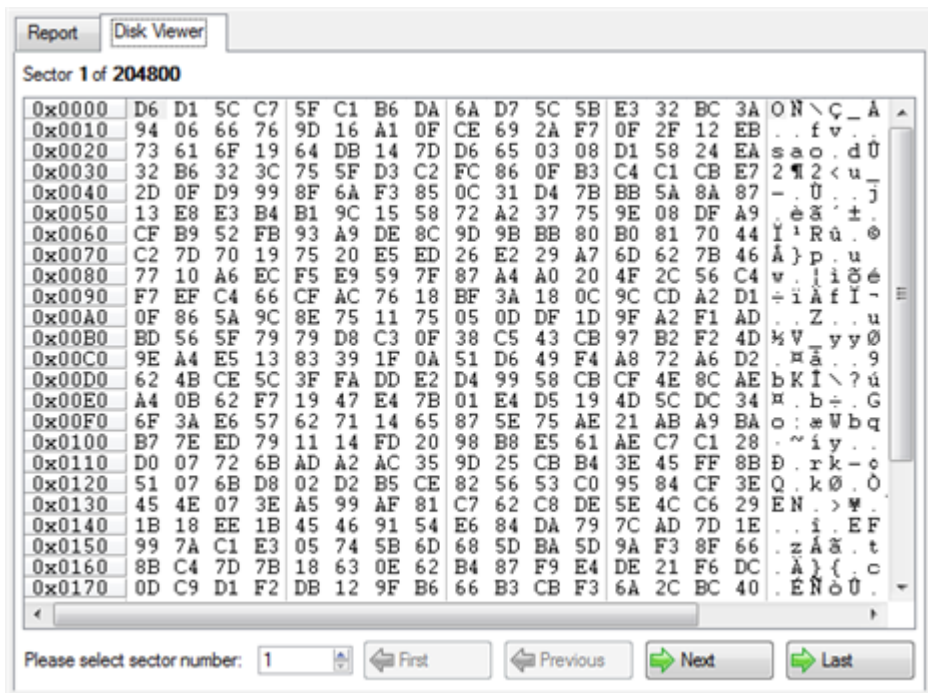 Report Disk Viewer
Sector 1 of 204800
0x0000 D6 D1 5C C7 5F C1 B6 DA 6A D7 5C 5B E3 32 BC 3A Ö Ñ \ Ç _ Á
0x0010 94 06 66 76 9D 16 A1 0F CE 69 2A F7 0F 2F 12 EB . . f v . .
0x0020 73 61 6F 19 64 DB 14 7D D6 65 03 08 D1 58 24 EA s a o . d Û
0x0030 32 B6 32 3C 75 5F D3 C2 FC 86 0F B3 C4 C1 CB E7 2 ¶ 2 < u _
0x0040 2D 0F D9 99 8F 6A F3 85 0C 31 D4 7B BB 5A 8A 87 - . Ù . . j
0x0050 13 E8 E3 B4 B1 9C 15 58 72 A2 37 75 9E 08 DF A9 . è ã ´ ± .
0x0060 CF B9 52 FB 93 A9 DE 8C 9D 9B BB 80 B0 81 70 44 Ï ¹ R û . ©
0x0070 C2 7D 70 19 75 20 E5 ED 26 E2 29 A7 6D 62 7B 46 Â } p . u
0x0080 77 10 A6 EC F5 E9 59 7F 87 A4 A0 20 4F 2C 56 C4 w . ¦ ì õ é
0x0090 F7 EF C4 66 CF AC 76 18 BF 3A 18 0C 9C CD A2 D1 ÷ ï Ä f Ï ¬
0x00A0 0F 86 5A 9C 8E 75 11 75 05 0D DF 1D 9F A2 F1 AD . . Z . . u
0x00B0 BD 56 5F 79 79 D8 C3 0F 38 C5 43 CB 97 B2 F2 4D ½ V _ y y Ø
0x00C0 9E A4 E5 13 83 39 1F 0A 51 D6 49 F4 A8 72 A6 D2 . ¤ å . . 9
0x00D0 62 4B CE 5C 3F FA DD E2 D4 99 58 CB CF 4E 8C AE b K Î \ ? ú
0x00E0 A4 0B 62 F7 19 47 E4 7B 01 E4 D5 19 4D 5C DC 34 ¤ . b ÷ . G
0x00F0 6F 3A E6 57 62 71 14 65 87 5E 75 AE 21 AB A9 BA o : æ W b q
0x0100 B7 7E ED 79 11 14 FD 20 98 B8 E5 61 AE C7 C1 28 · ~ í y . .
0x0110 D0 07 72 6B AD A2 AC 35 9D 25 CB B4 3E 45 FF 8B Ð . r k - ¢
0x0120 51 07 6B D8 02 D2 B5 CE 82 56 53 C0 95 84 CF 3E Q . k Ø . Ò
0x0130 45 4E 07 3E A5 99 AF 81 C7 62 C8 DE 5E 4C C6 29 E N . > ¥ .
0x0140 1B 18 EE 1B 45 46 91 54 E6 84 DA 79 7C AD 7D 1E . . î . E F
0x0150 99 7A C1 E3 05 74 5B 6D 68 5D BA 5D 9A F3 8F 66 . z Á ã . t
0x0160 8B C4 7D 7B 18 63 0E 62 B4 87 F9 E4 DE 21 F6 DC . Ä } { . c
0x0170 0D C9 D1 F2 DB 12 9F B6 66 B3 CB F3 6A 2C BC 40 . É Ñ ò Û .
Please select sector number: 1 First Previous Next Last